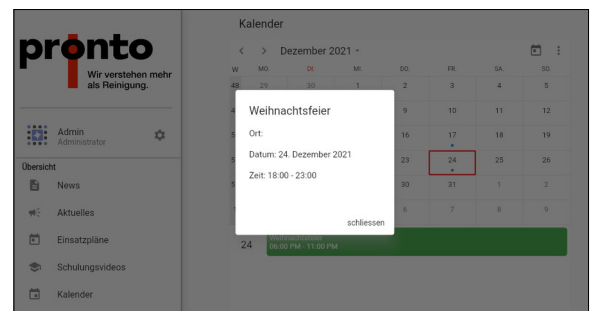 Kalender
pronto
Wir verstehen mehr
als Reinigung.
Admin
Administrator
Übersicht
News
Aktuelles
Einsatzpläne
Schulungsvideos
Kalender
Dezember 2021
W MO. DI. MI. DO. FR. SA. SO.
48 29 30 1 2 3 4 5
9 10 11 12
16 17 18 19
23 24 25 26
30 31 1 2
6 7 8 9
Weihnachtsfeier
Ort:
Datum: 24. Dezember 2021
Zeit: 18:00 - 23:00
schliessen
24
Weihnachtsfeier
06:00 PM - 11:00 PM